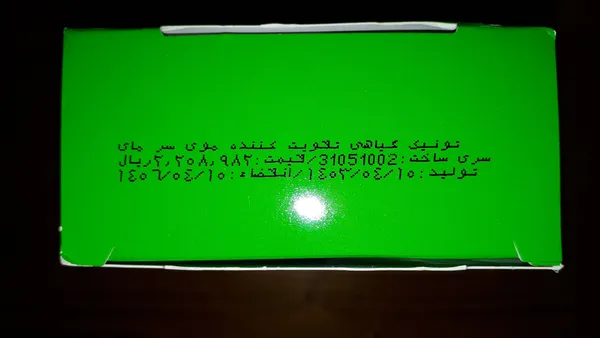 تونیک گیاهی تقویت کننده موی سر مای
سری ساخت:31051002/قیمت:۲,۲۰۸,۹۸۲ریال
تولید:۱۴۰۳/۰۴/۱۰/انقضاء:۱۴۰۶/۰۴/۱۰